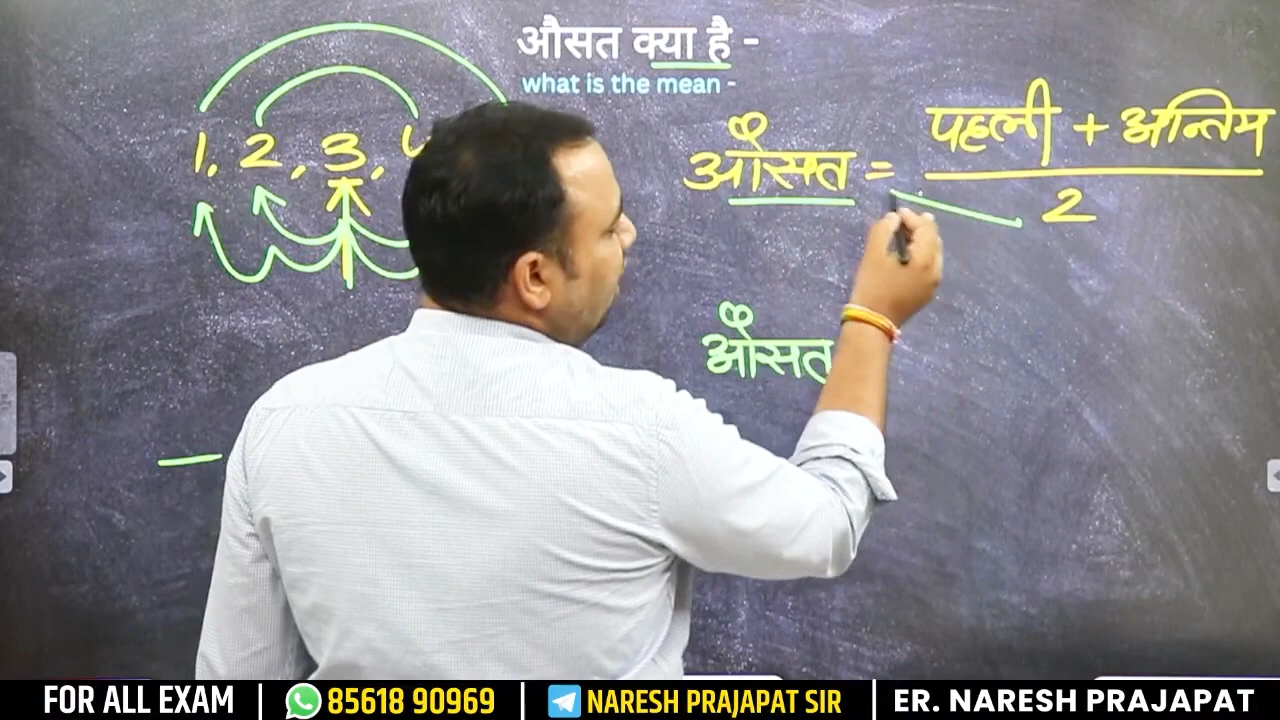 औसत क्या है -
what is the mean -
1, 2, 3, 4
औसत = पहली + अन्तिम
2
औसत
FOR ALL EXAM | 85618 90969 | NARESH PRAJAPAT SIR | ER. NARESH PRAJAPAT